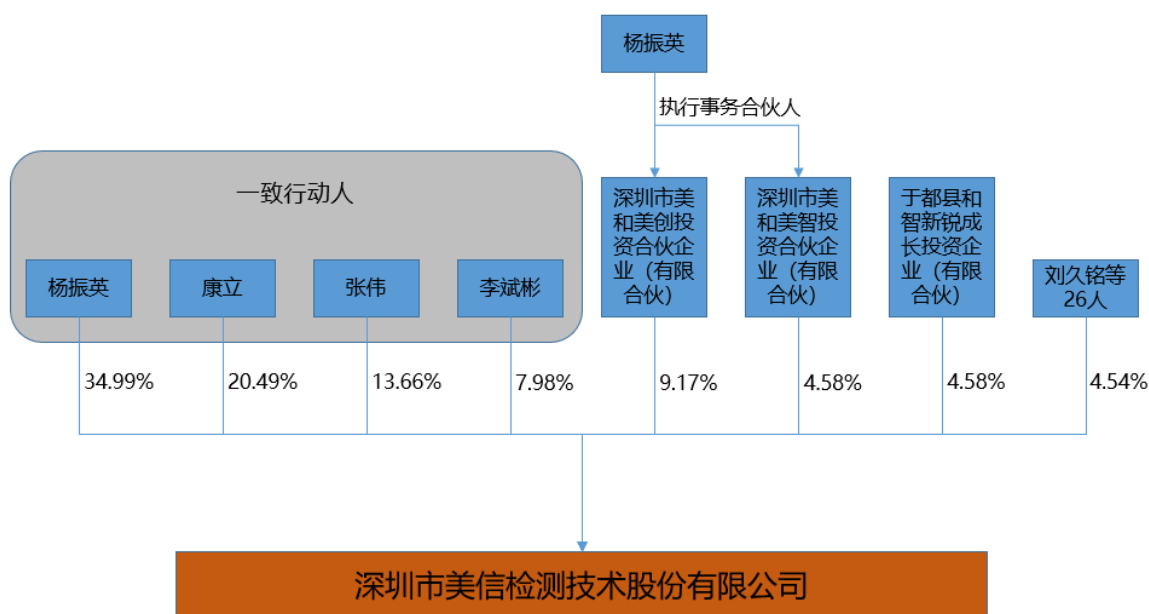 杨振英
执行事务合伙人
一致行动人
杨振英
康立
张伟
李斌彬
深圳市美
和美创投
资合伙企
业（有限
合伙）
深圳市美
和美智投
资合伙企
业（有限
合伙）
于都县和
智新锐成
长投资企
业（有限
合伙）
刘久铭等
26人
34.99%
20.49%
13.66%
7.98%
9.17%
4.58%
4.58%
4.54%
深圳市美信检测技术股份有限公司